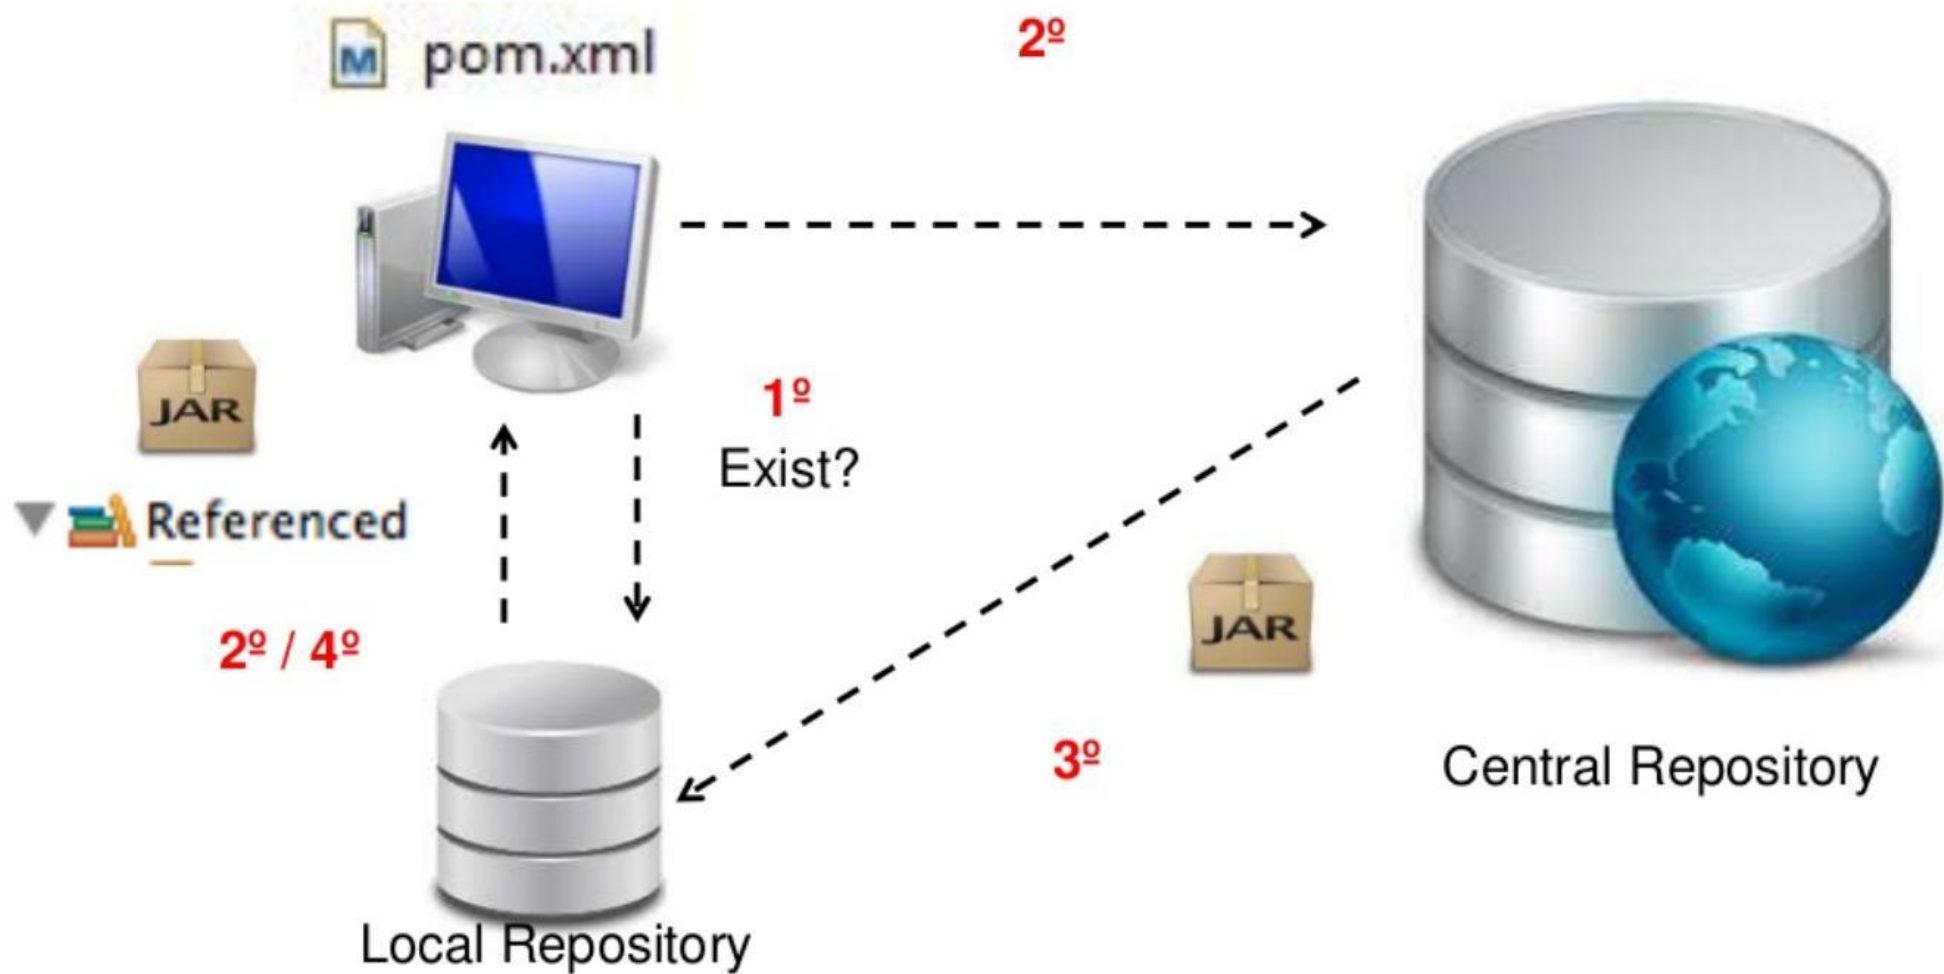 pom.xml
2º
JAR
1º
Exist?
Referenced
JAR
2º / 4º
3º
Central Repository
Local Repository